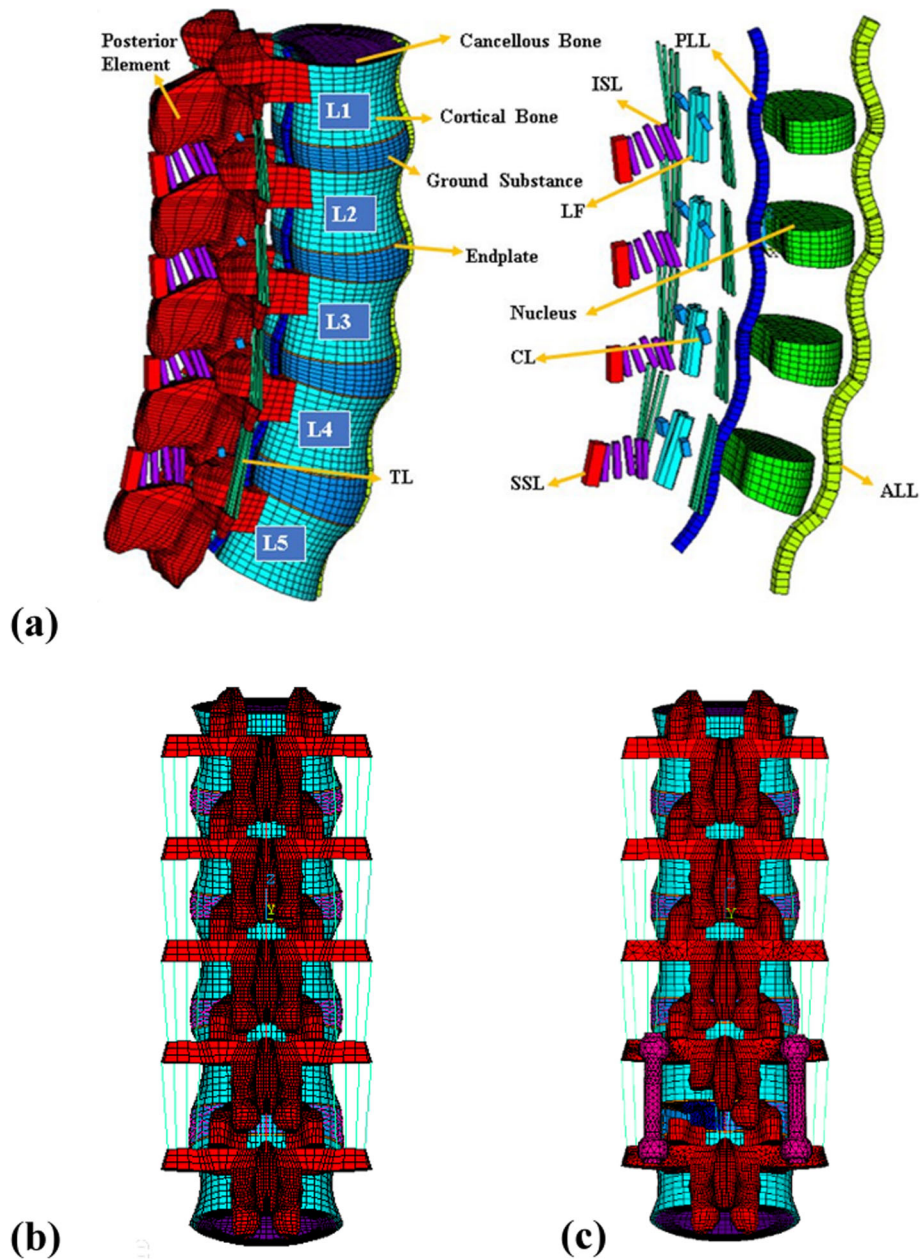 Posterior
Element
Cancellous Bone
Cortical Bone
Ground Substance
Endplate
TL
L1
L2
L3
L4
L5
PLL
ISL
LF
Nucleus
CL
SSL
ALL
(a)
Z
Y
(b)
Z
Y
(c)